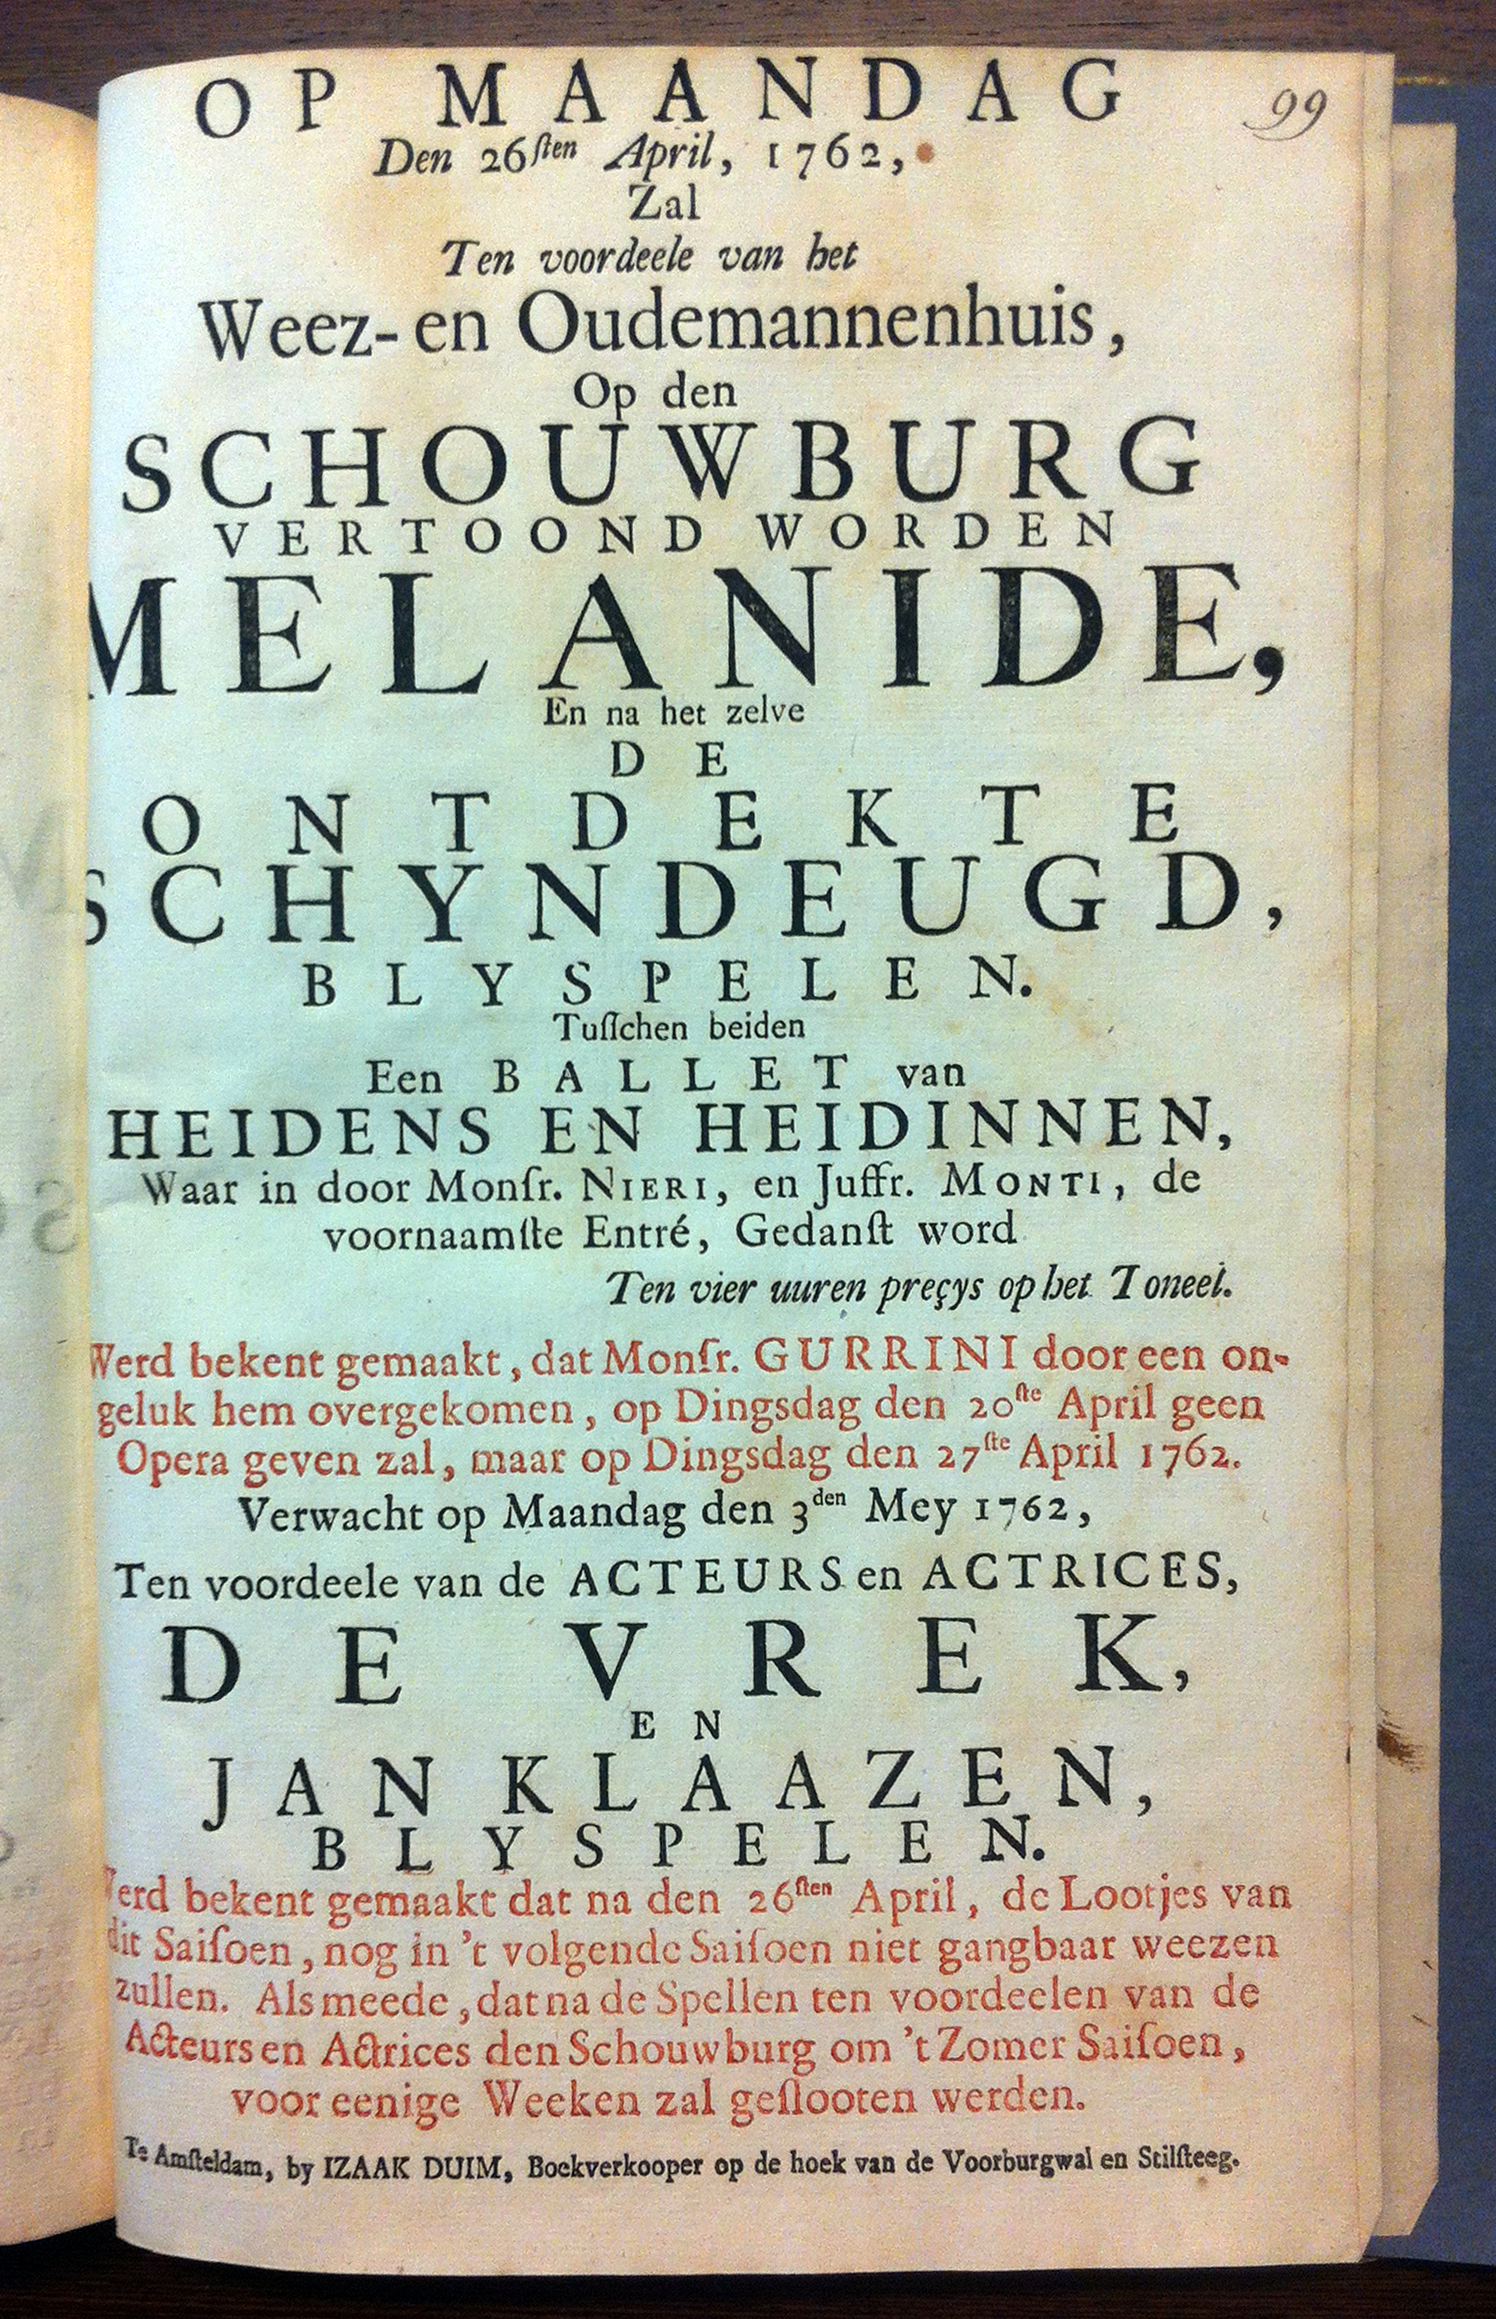 99
OP MAANDAG
Den 26ſten April, 1762,
Zal
Ten voordeele van het
Weez- en Oudemannenhuis,
Op den
SCHOUWBURG
VERTOOND WORDEN
MELANIDE,
En na het zelve
DE
ONTDEKTE
SCHYNDEUGD,
BLYSPELEN.
Tuſſchen beiden
Een BALLET van
HEIDENS EN HEIDINNEN,
Waar in door Monſr. NIERI, en Juffr. MONTI, de
voornaamſte Entré, Gedanſt word
Ten vier uuren preçys op het Toneel.
Werd bekent gemaakt, dat Monſr. GURRINI door een on-
geluk hem overgekomen, op Dingsdag den 20ſte April geen
Opera geven zal, maar op Dingsdag den 27ſte April 1762.
Verwacht op Maandag den 3den Mey 1762,
Ten voordeele van de ACTEURS en ACTRICES,
DE VREK,
EN
JAN KLAAZEN,
BLYSPELEN.
Werd bekent gemaakt dat na den 26ſten April, de Lootjes van
dit Saiſoen, nog in 't volgende Saiſoen niet gangbaar weezen
zullen. Als meede, dat na de Spellen ten voordeelen van de
Acteurs en Actrices den Schouwburg om 't Zomer Saiſoen,
voor eenige Weeken zal geſlooten werden.
Te Amſteldam, by IZAAK DUIM, Boekverkooper op de hoek van de Voorburgwal en Stilſteeg.